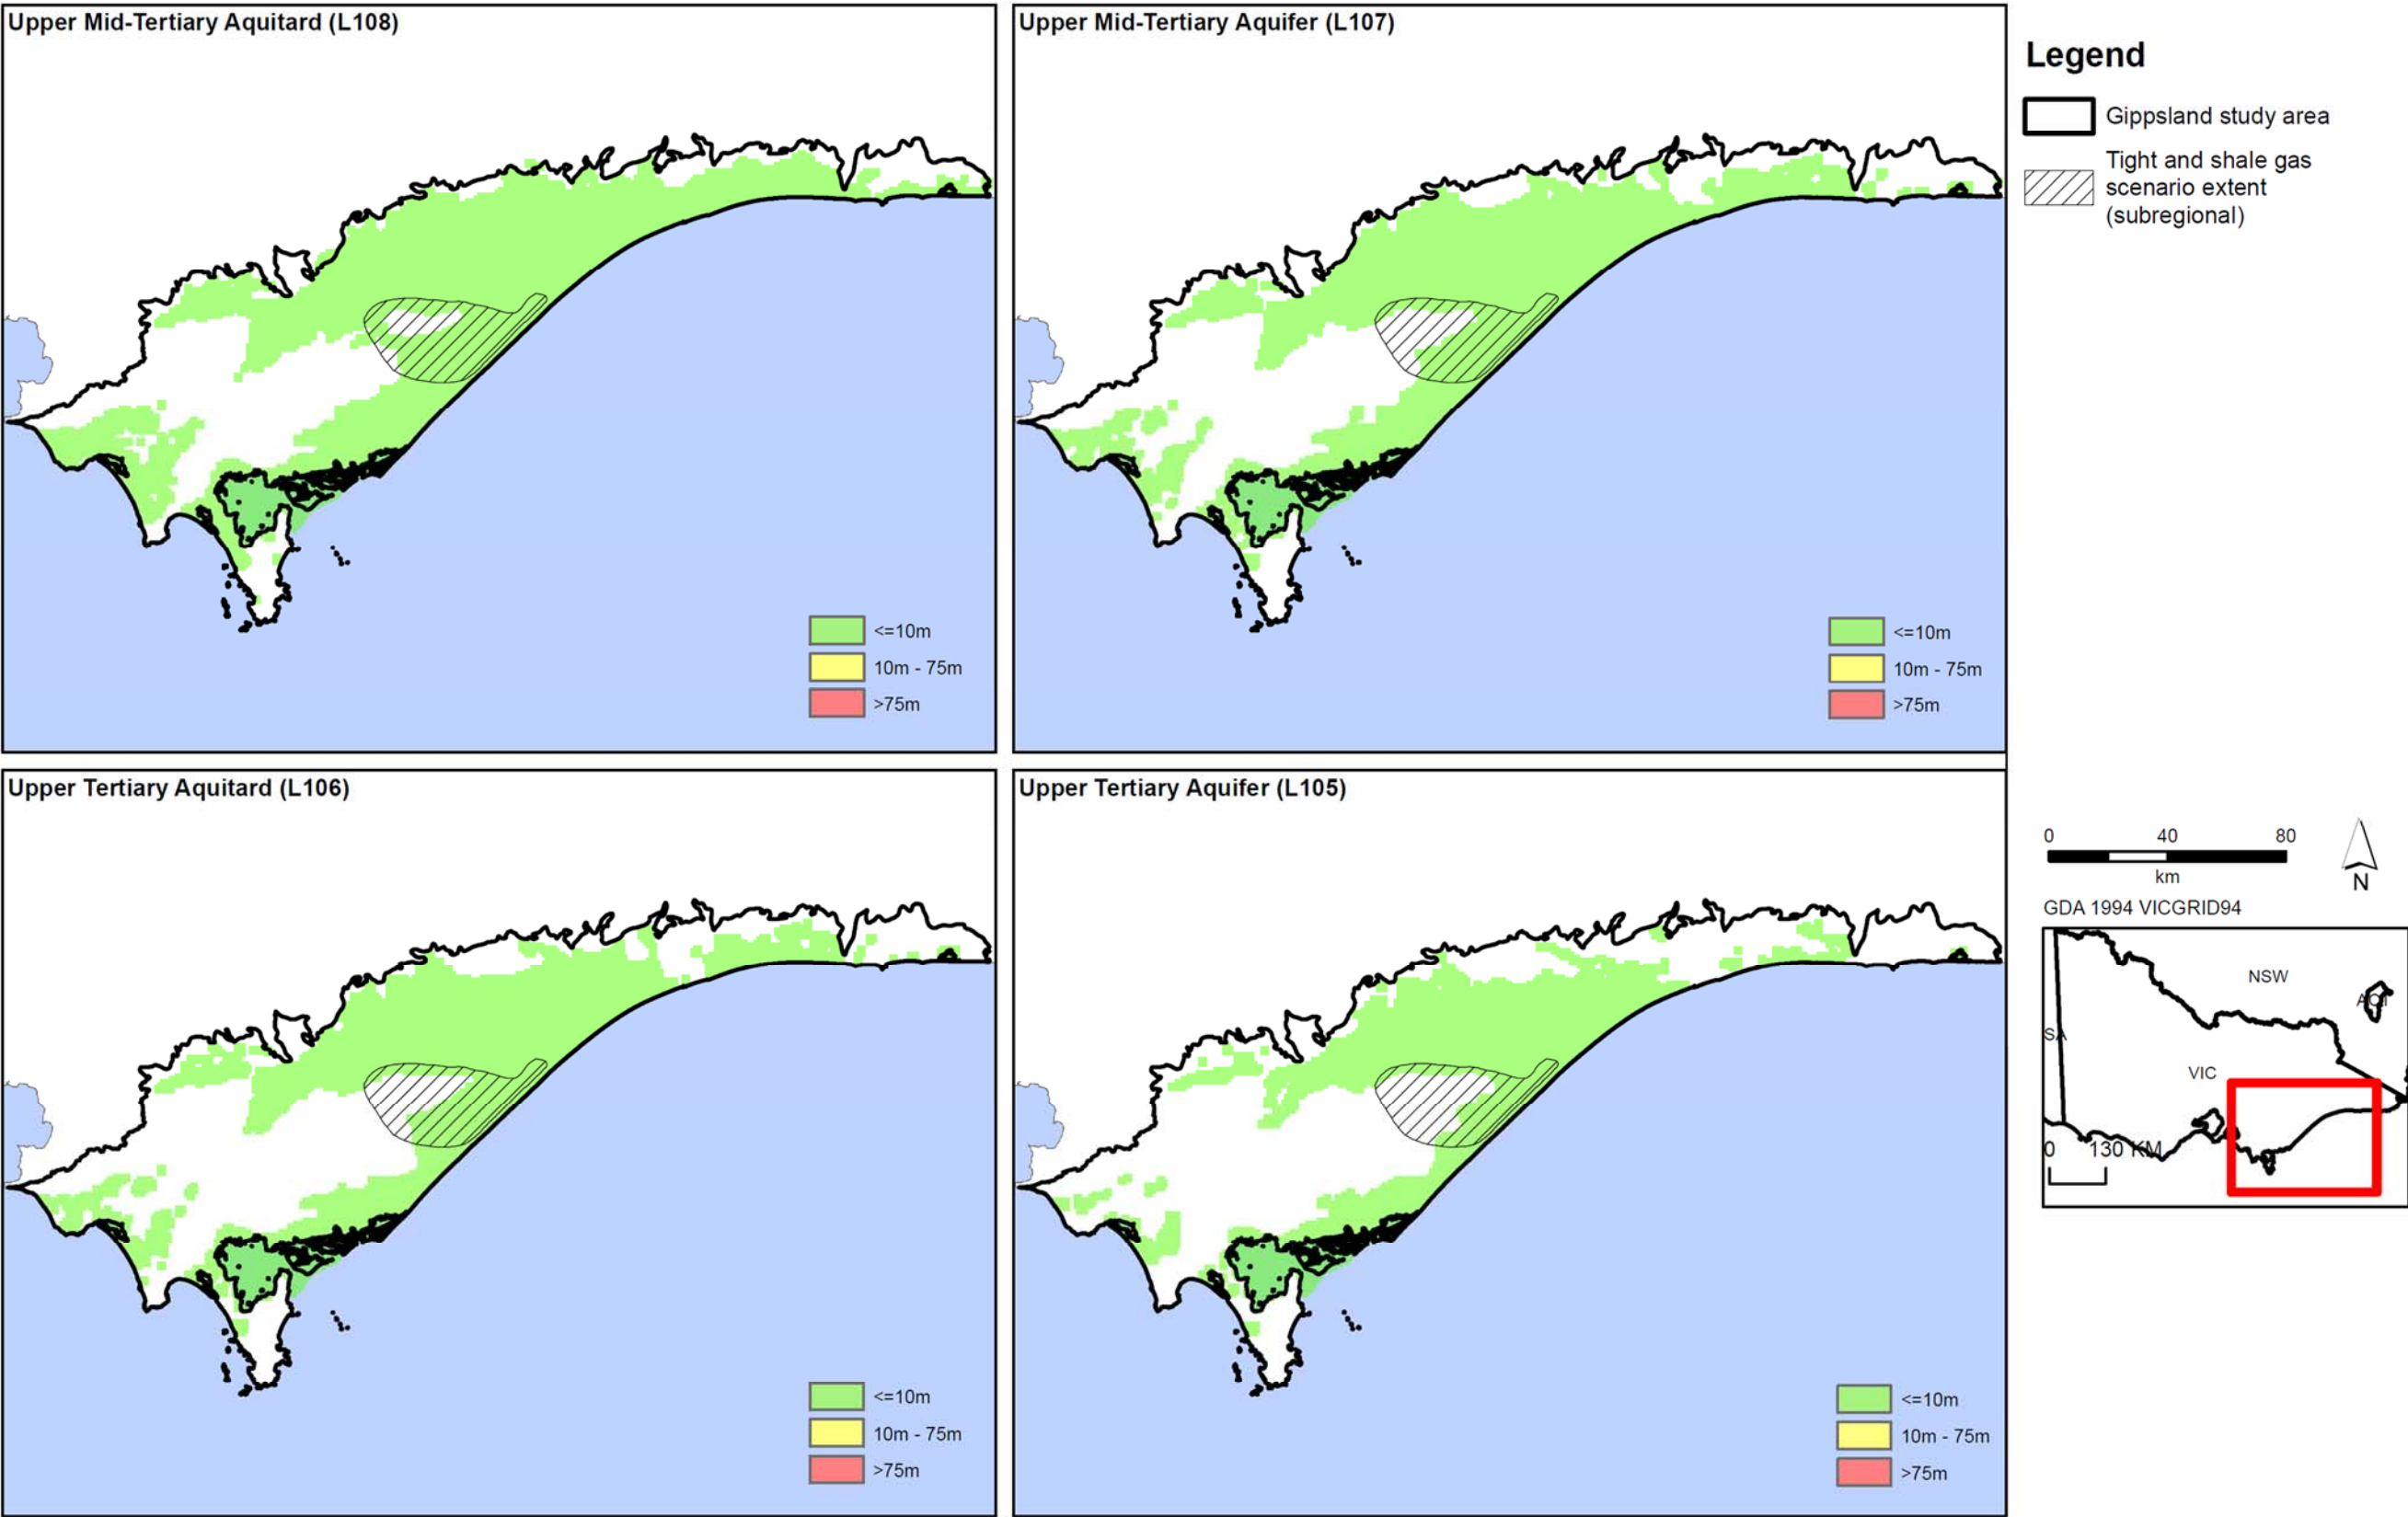 Upper Mid-Tertiary Aquitard (L108)
<=10m
10m - 75m
>75m
Upper Mid-Tertiary Aquifer (L107)
<=10m
10m - 75m
>75m
Legend
Gippsland study area
Tight and shale gas
scenario extent
(subregional)
Upper Tertiary Aquitard (L106)
<=10m
10m - 75m
>75m
Upper Tertiary Aquifer (L105)
<=10m
10m - 75m
>75m
0 40 80
km
N
GDA 1994 VICGRID94
NSW
ACT
SA
VIC
0 130 KM